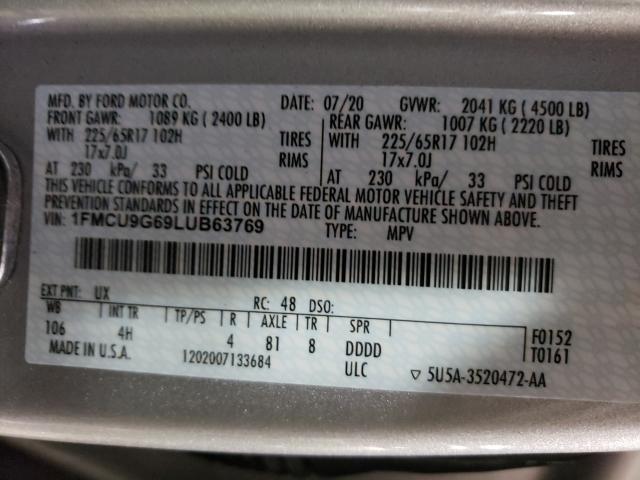 MFD. BY FORD MOTOR CO. DATE: 07/20 GVWR: 2041 KG ( 4500 LB)
FRONT GAWR: 1089 KG ( 2400 LB) REAR GAWR: 1007 KG ( 2220 LB)
WITH 225/65R17 102H TIRES WITH 225/65R17 102H TIRES
17x7.0J RIMS 17x7.0J RIMS
AT 230 kPa/ 33 PSI COLD AT 230 kPa/ 33 PSI COLD
THIS VEHICLE CONFORMS TO ALL APPLICABLE FEDERAL MOTOR VEHICLE SAFETY AND THEFT
PREVENTION STANDARDS IN EFFECT ON THE DATE OF MANUFACTURE SHOWN ABOVE.
VIN: 1FMCU9G69LUB63769 TYPE: MPV
EXT PNT: UX RC: 48 DSO:
WB INT TR TP/PS R AXLE TR SPR
106 4H 4 81 8 DDDD F0152
MADE IN U.S.A. 1202007133684 ULC T0161
▽ 5U5A-3520472-AA